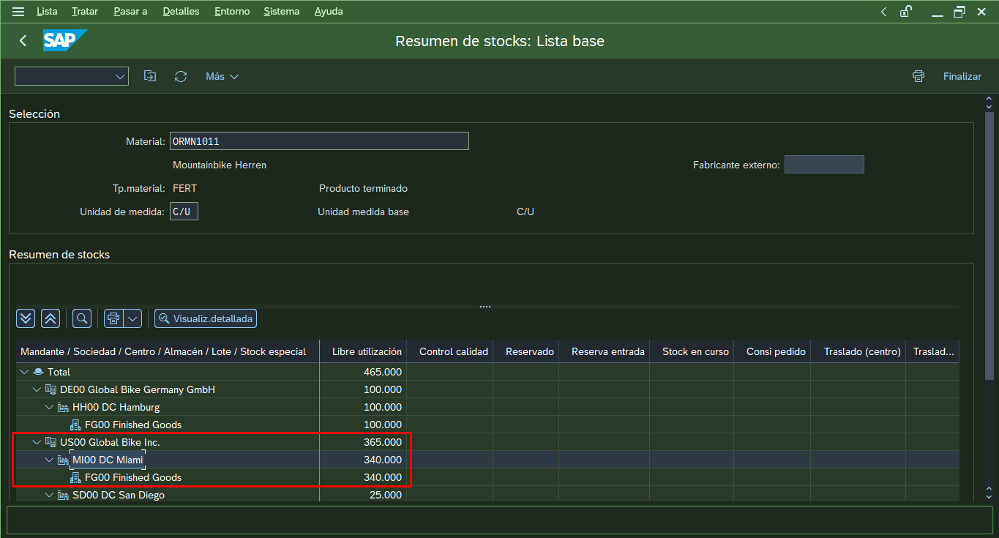 Lista Tratar Pasar a Detalles Entorno Sistema Ayuda
SAP Resumen de stocks: Lista base
Más Finalizar
Selección
Material: ORMN1011
Mountainbike Herren Fabricante externo:
Tp.material: FERT Producto terminado
Unidad de medida: C/U Unidad medida base C/U
Resumen de stocks
Visualiz.detallada
Mandante / Sociedad / Centro / Almacén / Lote / Stock especial Libre utilización Control calidad Reservado Reserva entrada Stock en curso Consi pedido Traslado (centro) Traslad...
Total 465.000
DE00 Global Bike Germany GmbH 100.000
HH00 DC Hamburg 100.000
FG00 Finished Goods 100.000
US00 Global Bike Inc. 365.000
MI00 DC Miami 340.000
FG00 Finished Goods 340.000
SD00 DC San Diego 25.000